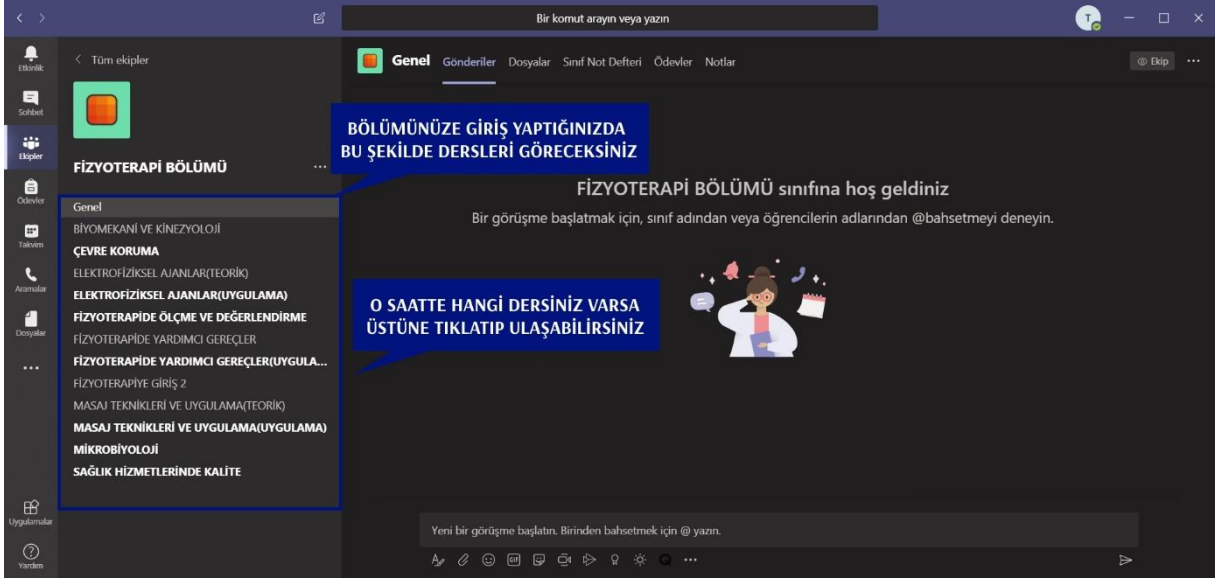 Bir komut arayın veya yazın
T
Etkinlik
Sohbet
Ekipler
Ödevler
Takvim
Aramalar
Dosyalar
Uygulamalar
Yardım
Tüm ekipler
FİZYOTERAPİ BÖLÜMÜ
Genel
BİYOMEKANİ VE KİNEZYOLOJİ
ÇEVRE KORUMA
ELEKTROFİZİKSEL AJANLAR(TEORİK)
ELEKTROFİZİKSEL AJANLAR(UYGULAMA)
FİZYOTERAPİDE ÖLÇME VE DEĞERLENDİRME
FİZYOTERAPİDE YARDIMCI GEREÇLER
FİZYOTERAPİDE YARDIMCI GEREÇLER(UYGULA...
FİZYOTERAPİYE GİRİŞ 2
MASAJ TEKNİKLERİ VE UYGULAMA(TEORİK)
MASAJ TEKNİKLERİ VE UYGULAMA(UYGULAMA)
MİKROBİYOLOJİ
SAĞLIK HİZMETLERİNDE KALİTE
Genel Gönderiler Dosyalar Sınıf Not Defteri Ödevler Notlar
Ekip
BÖLÜMÜNÜZE GİRİŞ YAPTIĞINIZDA
BU ŞEKİLDE DERSLERİ GÖRECEKSİNİZ
FİZYOTERAPİ BÖLÜMÜ sınıfına hoş geldiniz
Bir görüşme başlatmak için, sınıf adından veya öğrencilerin adlarından @bahsetmeyi deneyin.
O SAATTE HANGİ DERSİNİZ VARSA
ÜSTÜNE TIKLATIP ULAŞABİLİRSİNİZ
Yeni bir görüşme başlatın. Birinden bahsetmek için @ yazın.
GIF